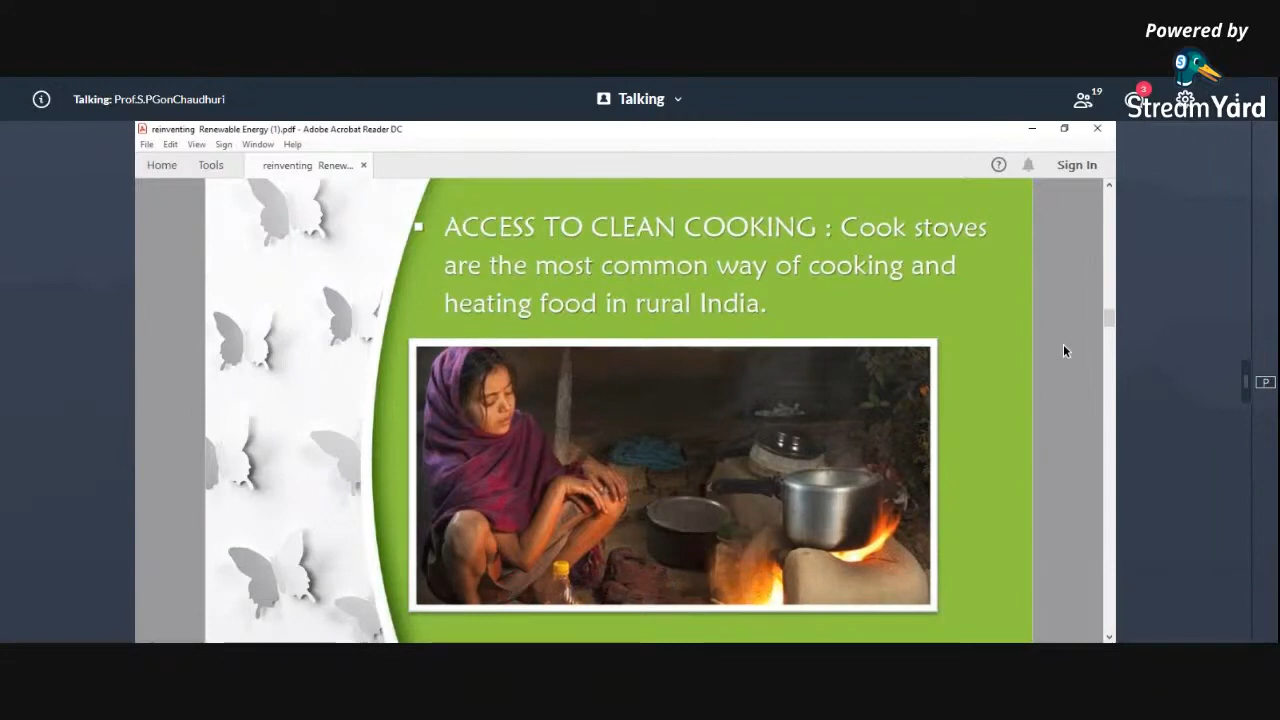 Powered by
StreamYard
Talking: Prof.S.PGonChaudhuri
Talking
19
3
reinventing Renewable Energy (1).pdf - Adobe Acrobat Reader DC
File Edit View Sign Window Help
Home Tools reinventing Renew... ×
Sign In
ACCESS TO CLEAN COOKING : Cook stoves
are the most common way of cooking and
heating food in rural India.
P